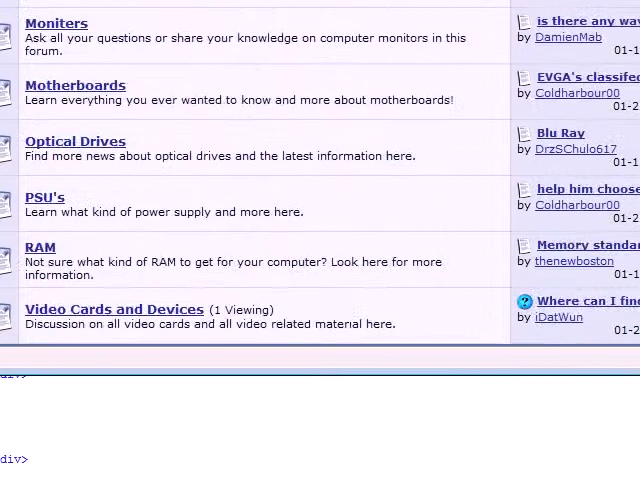 Moniters
Ask all your questions or share your knowledge on computer monitors in this
forum.
is there any way
by DamienMab
01-1
Motherboards
Learn everything you ever wanted to know and more about motherboards!
EVGA's classifed
by Coldharbour00
01-2
Optical Drives
Find more news about optical drives and the latest information here.
Blu Ray
by DrzSChulo617
01-1
PSU's
Learn what kind of power supply and more here.
help him choose
by Coldharbour00
01-2
RAM
Not sure what kind of RAM to get for your computer? Look here for more
information.
Memory standar
by thenewboston
01-1
Video Cards and Devices (1 Viewing)
Discussion on all video cards and all video related material here.
Where can I find
by iDatWun
01-2
div>
div>